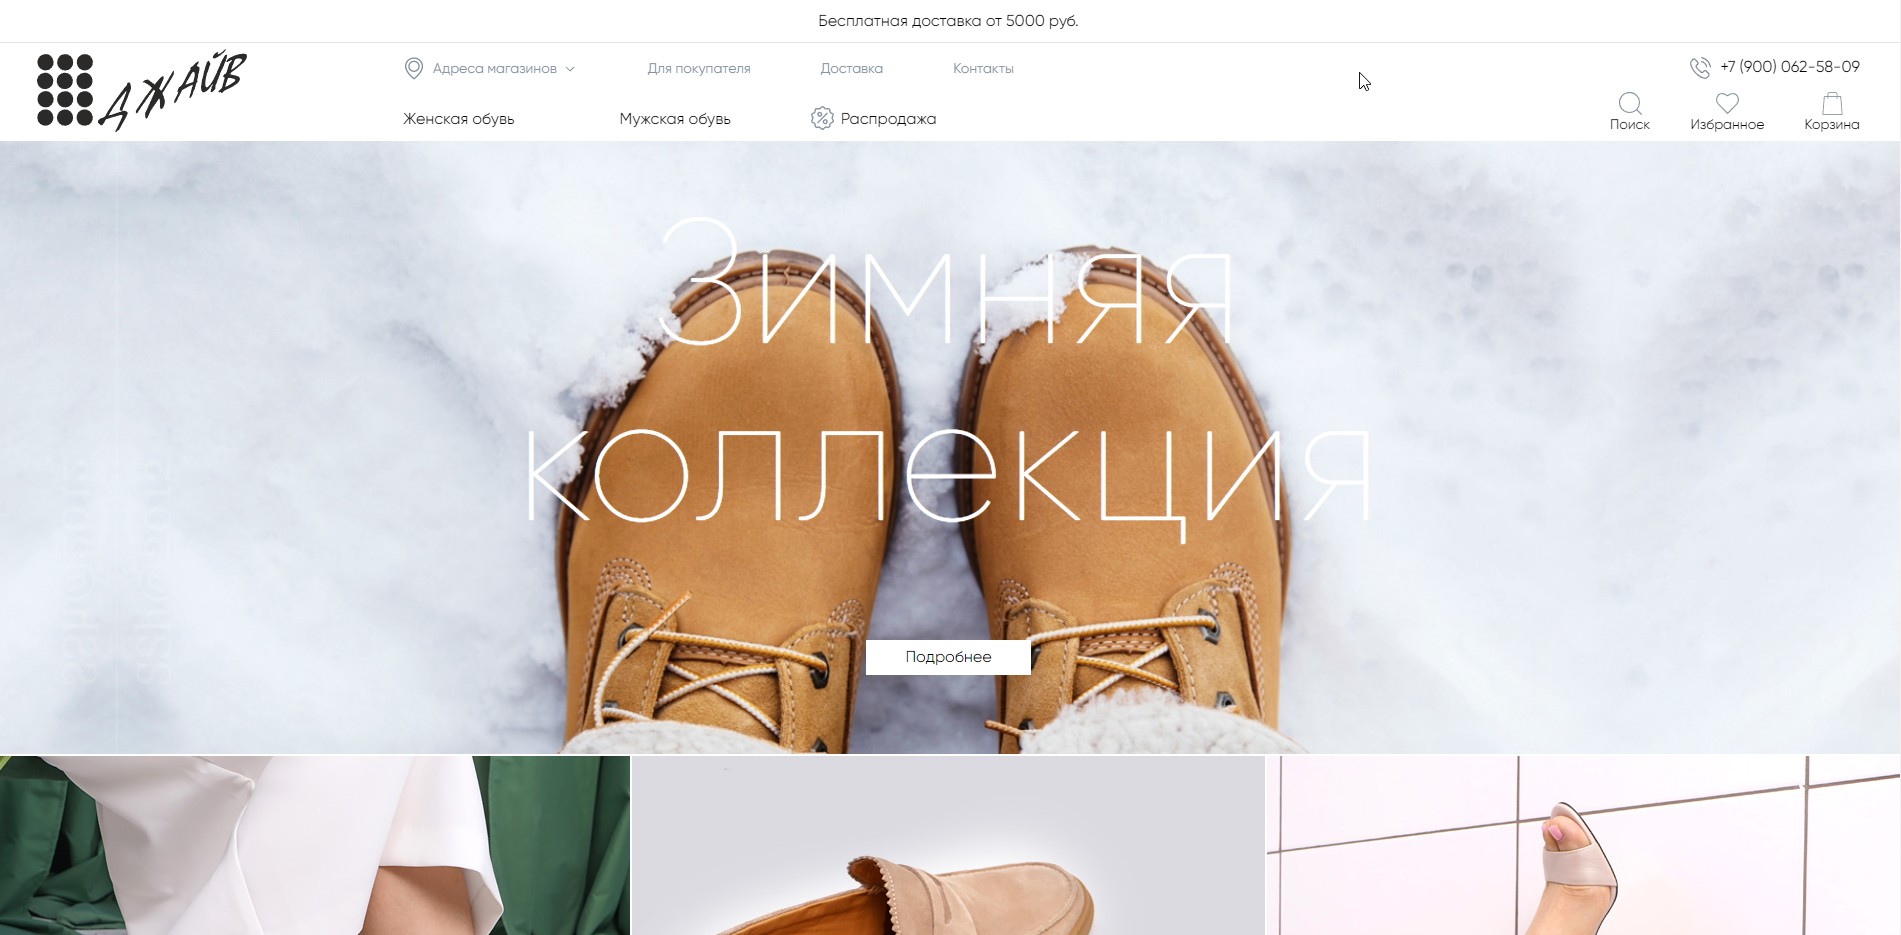 Бесплатная доставка от 5000 руб.
ДЖАЙВ
Адреса магазинов
Для покупателя
Доставка
Контакты
+7 (900) 062-58-09
Женская обувь
Мужская обувь
Распродажа
Поиск
Избранное
Корзина
Зимняя
коллекция
Подробнее